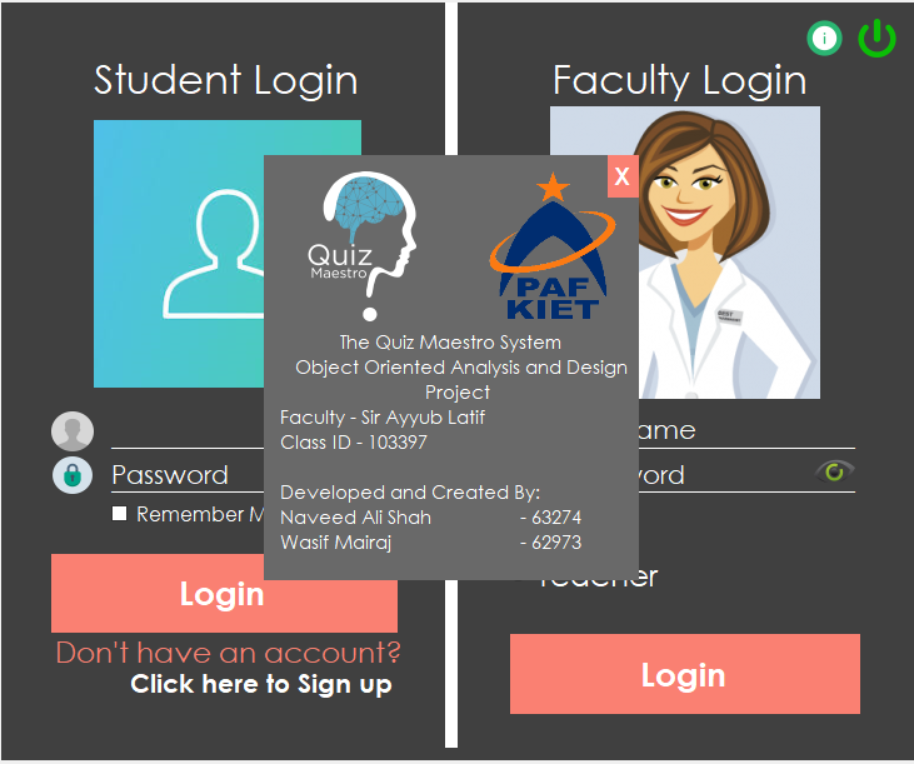 Student Login
Faculty Login
X
Quiz
Maestro
PAF
KIET
BEST
The Quiz Maestro System
Object Oriented Analysis and Design
Project
Faculty - Sir Ayyub Latif
Class ID - 103397
Developed and Created By:
Naveed Ali Shah - 63274
Wasif Mairaj - 62973
ame
Password
ord
Remember M
Teacher
Login
Don't have an account?
Click here to Sign up
Login